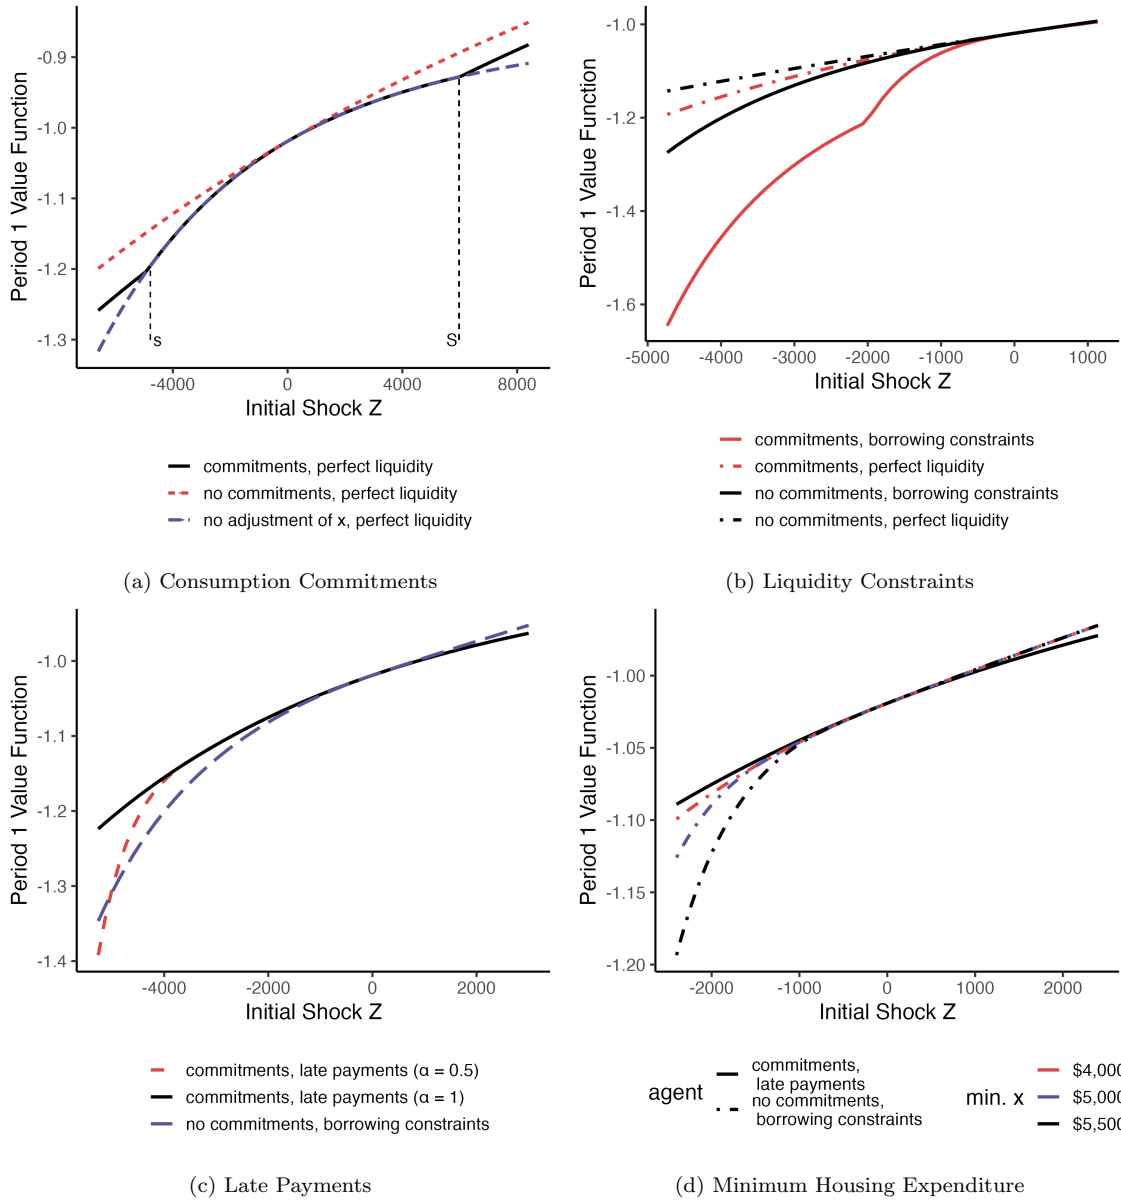 Period 1 Value Function
-0.9
-1.0
-1.1
-1.2
-1.3
s
S
-4000 0 4000 8000
Initial Shock Z
commitments, perfect liquidity
no commitments, perfect liquidity
no adjustment of x, perfect liquidity
(a) Consumption Commitments
Period 1 Value Function
-1.0
-1.2
-1.4
-1.6
-5000 -4000 -3000 -2000 -1000 0 1000
Initial Shock Z
commitments, borrowing constraints
commitments, perfect liquidity
no commitments, borrowing constraints
no commitments, perfect liquidity
(b) Liquidity Constraints
Period 1 Value Function
-1.0
-1.1
-1.2
-1.3
-1.4
-4000 -2000 0 2000
Initial Shock Z
commitments, late payments (α = 0.5)
commitments, late payments (α = 1)
no commitments, borrowing constraints
(c) Late Payments
Period 1 Value Function
-1.00
-1.05
-1.10
-1.15
-1.20
-2000 -1000 0 1000 2000
Initial Shock Z
agent
commitments,
late payments
no commitments,
borrowing constraints
min. x
$4,000
$5,000
$5,500
(d) Minimum Housing Expenditure